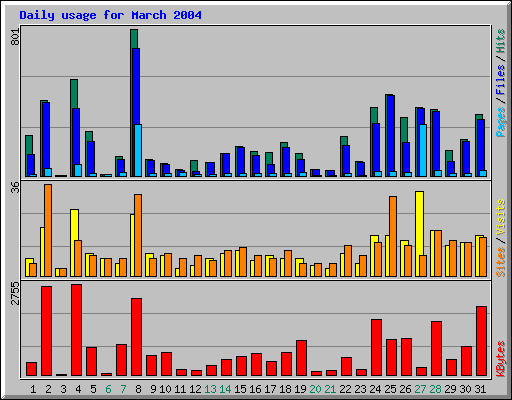 Daily usage for March 2004
801
Pages / Files / Hits
36
Sites / Visits
2755
KBytes
1 2 3 4 5 6 7 8 9 10 11 12 13 14 15 16 17 18 19 20 21 22 23 24 25 26 27 28 29 30 31